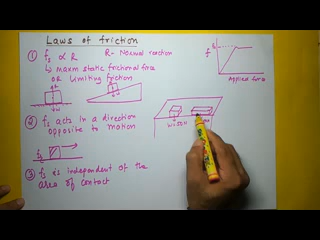 Laws of friction
① fs ∝ R    R - Normal reaction
↳ maxm static frictional force
OR limiting friction
R
W
R
W
② fs acts in a direction
opposite to motion
fs
③ fs is independent of the
area of contact
f
Applied force
W=50N